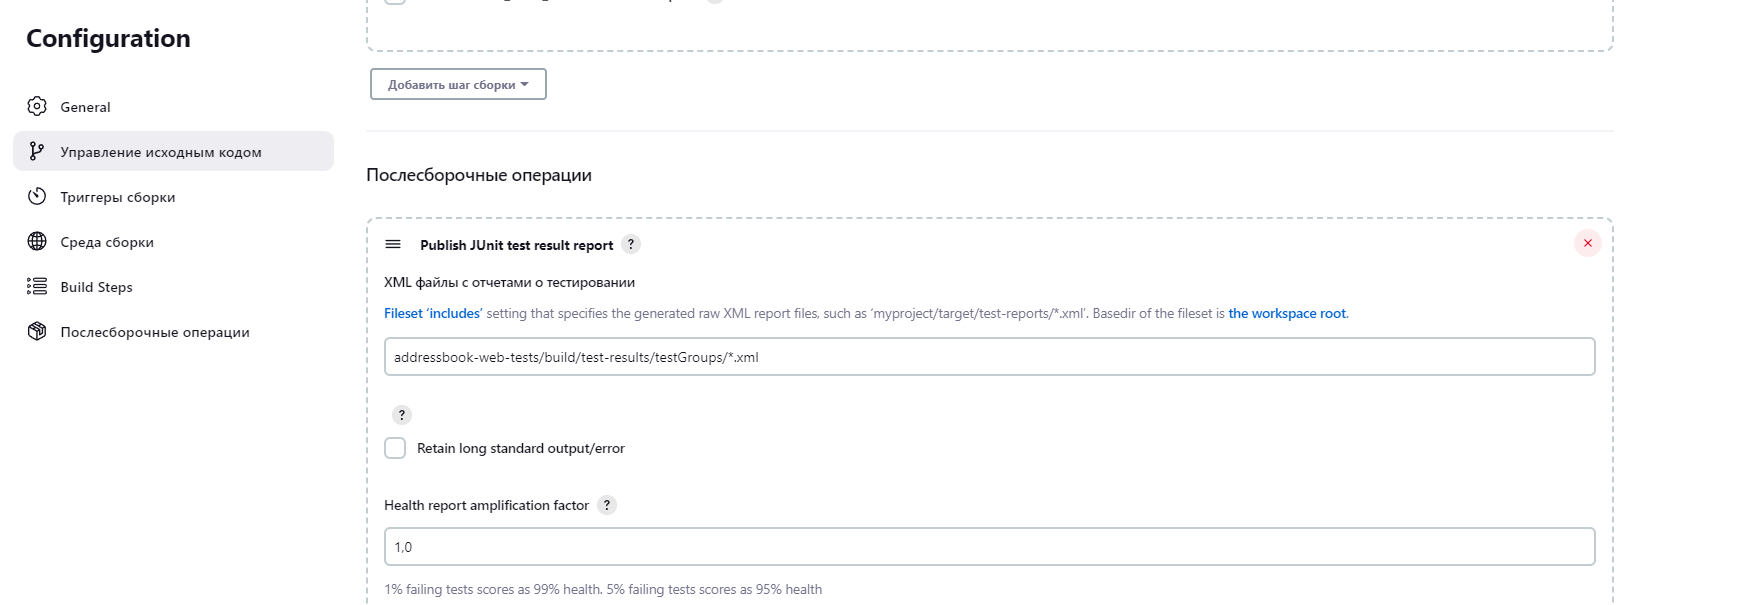 Configuration
General
Управление исходным кодом
Триггеры сборки
Среда сборки
Build Steps
Послесборочные операции
Добавить шаг сборки
Послесборочные операции
Publish JUnit test result report ?
XML файлы с отчетами о тестировании
Fileset ‘includes’ setting that specifies the generated raw XML report files, such as ‘myproject/target/test-reports/*.xml’. Basedir of the fileset is the workspace root.
addressbook-web-tests/build/test-results/testGroups/*.xml
?
Retain long standard output/error
Health report amplification factor ?
1,0
1% failing tests scores as 99% health. 5% failing tests scores as 95% health